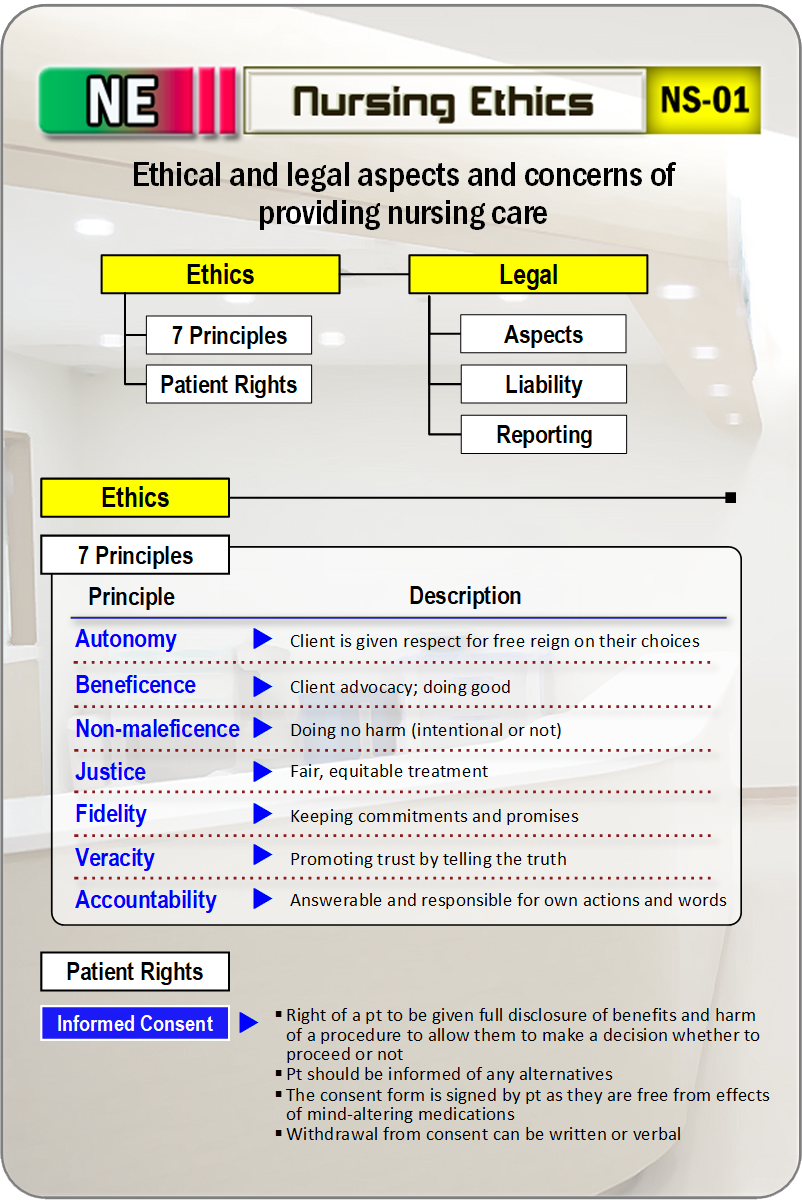 NE
Nursing Ethics
NS-01
Ethical and legal aspects and concerns of
providing nursing care
Ethics
Legal
7 Principles
Patient Rights
Aspects
Liability
Reporting
Ethics
7 Principles
Principle Description
Autonomy Client is given respect for free reign on their choices
Beneficence Client advocacy; doing good
Non-maleficence Doing no harm (intentional or not)
Justice Fair, equitable treatment
Fidelity Keeping commitments and promises
Veracity Promoting trust by telling the truth
Accountability Answerable and responsible for own actions and words
Patient Rights
Informed Consent
▪ Right of a pt to be given full disclosure of benefits and harm
of a procedure to allow them to make a decision whether to
proceed or not
▪ Pt should be informed of any alternatives
▪ The consent form is signed by pt as they are free from effects
of mind-altering medications
▪ Withdrawal from consent can be written or verbal